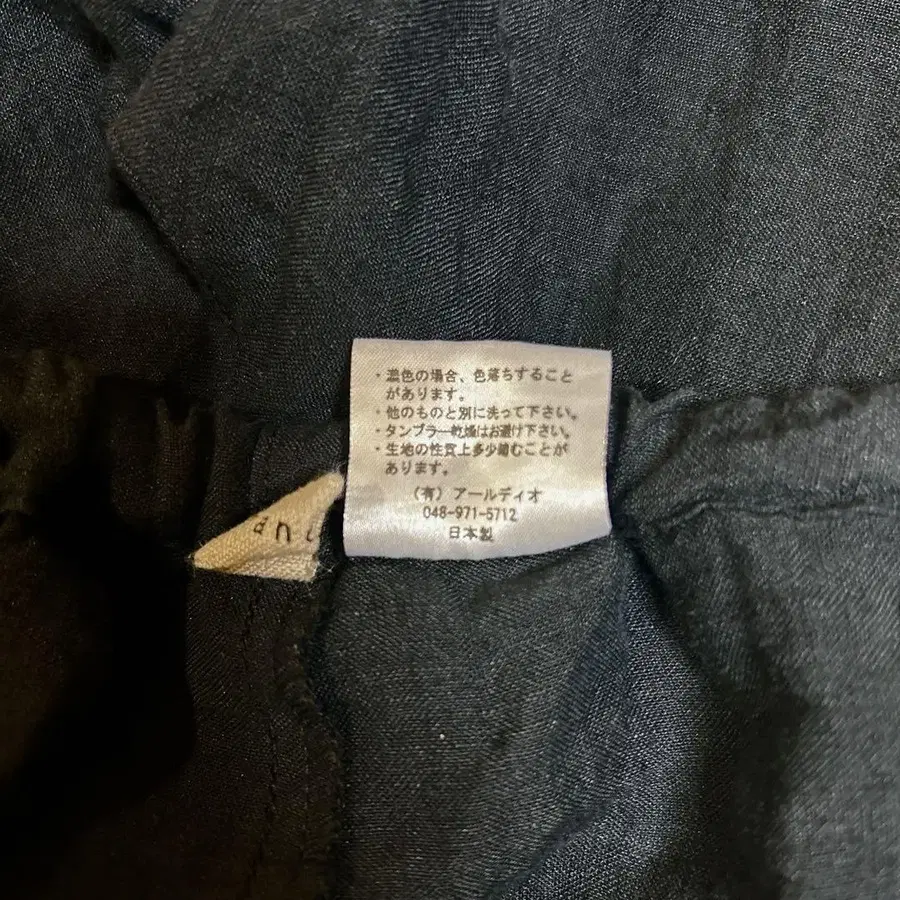 ・濃色の場合、色落ちすること
があります。
・他のものと別に洗って下さい。
・タンブラー乾燥はお避け下さい。
・生地の性質上多少縮むことが
あります。
(有) アールディオ
048-971-5712
日本製